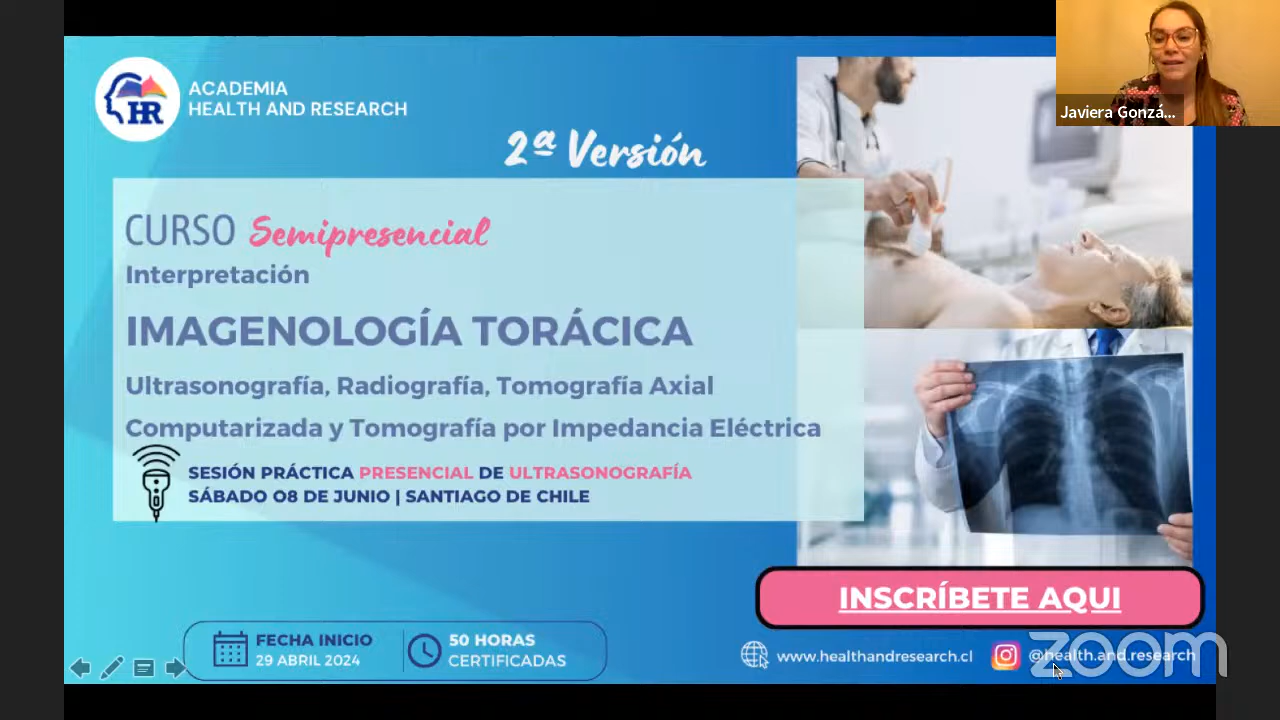 ACADEMIA
HEALTH AND RESEARCH
HR
2ª Versión
CURSO Semipresencial
Interpretación
IMAGENOLOGÍA TORÁCICA
Ultrasonografía, Radiografía, Tomografía Axial
Computarizada y Tomografía por Impedancia Eléctrica
SESIÓN PRÁCTICA PRESENCIAL DE ULTRASONOGRAFÍA
SÁBADO 08 DE JUNIO | SANTIAGO DE CHILE
INSCRÍBETE AQUI
FECHA INICIO
29 ABRIL 2024
50 HORAS
CERTIFICADAS
www.healthandresearch.cl
@health.and.research
zoom
Javiera Gonzá...